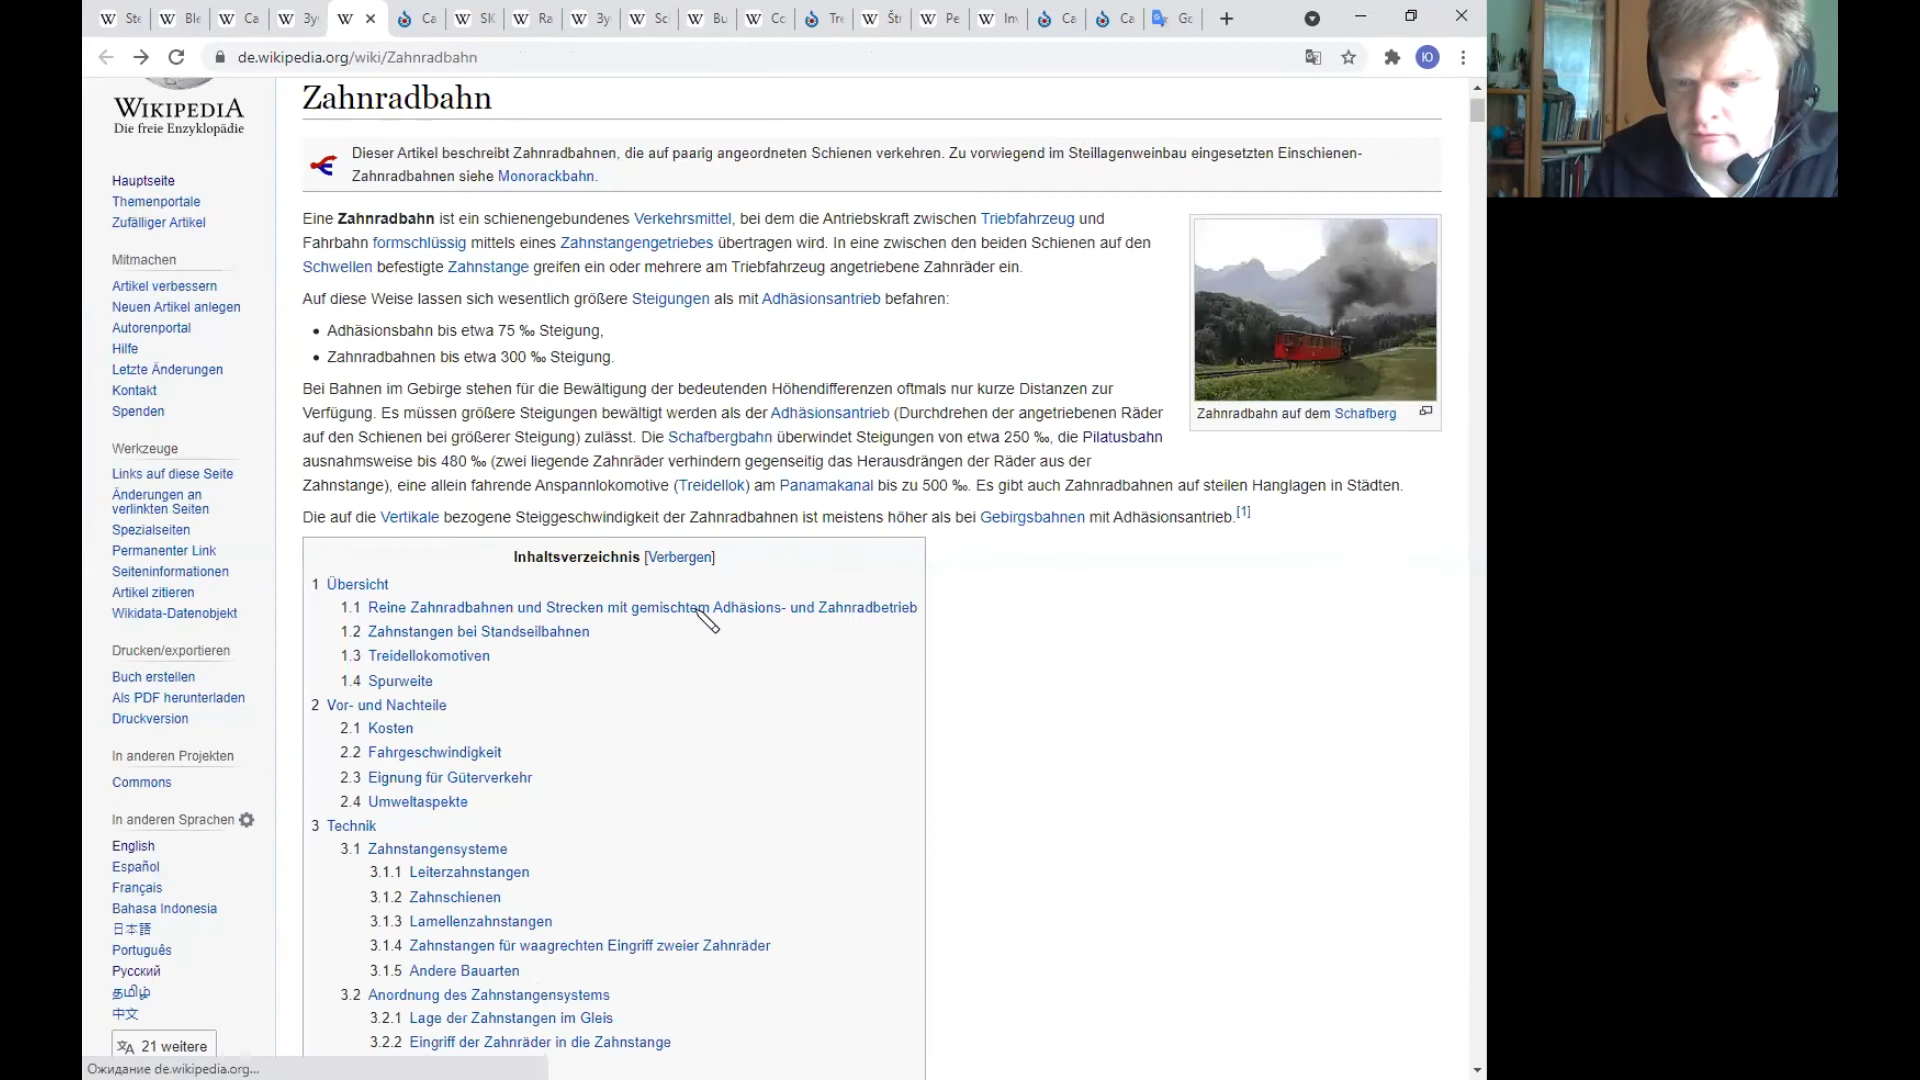 Ste
Ble
Ca
Зу
Ca
Sk
Ra
Зу
Sc
Bu
Co
Tre
Štr
Pe
In
Ca
Ca
Go
de.wikipedia.org/wiki/Zahnradbahn
Ю
WIKIPEDIA
Die freie Enzyklopädie
Hauptseite
Themenportale
Zufälliger Artikel
Mitmachen
Artikel verbessern
Neuen Artikel anlegen
Autorenportal
Hilfe
Letzte Änderungen
Kontakt
Spenden
Werkzeuge
Links auf diese Seite
Änderungen an
verlinkten Seiten
Spezialseiten
Permanenter Link
Seiteninformationen
Artikel zitieren
Wikidata-Datenobjekt
Drucken/exportieren
Buch erstellen
Als PDF herunterladen
Druckversion
In anderen Projekten
Commons
In anderen Sprachen
English
Español
Français
Bahasa Indonesia
日本語
Português
Русский
தமிழ்
中文
21 weitere
Ожидание de.wikipedia.org...
Zahnradbahn
Dieser Artikel beschreibt Zahnradbahnen, die auf paarig angeordneten Schienen verkehren. Zu vorwiegend im Steillagenweinbau eingesetzten Einschienen-
Zahnradbahnen siehe Monorackbahn.
Eine Zahnradbahn ist ein schienengebundenes Verkehrsmittel, bei dem die Antriebskraft zwischen Triebfahrzeug und
Fahrbahn formschlüssig mittels eines Zahnstangengetriebes übertragen wird. In eine zwischen den beiden Schienen auf den
Schwellen befestigte Zahnstange greifen ein oder mehrere am Triebfahrzeug angetriebene Zahnräder ein.
Auf diese Weise lassen sich wesentlich größere Steigungen als mit Adhäsionsantrieb befahren:
• Adhäsionsbahn bis etwa 75 ‰ Steigung,
• Zahnradbahnen bis etwa 300 ‰ Steigung.
Bei Bahnen im Gebirge stehen für die Bewältigung der bedeutenden Höhendifferenzen oftmals nur kurze Distanzen zur
Verfügung. Es müssen größere Steigungen bewältigt werden als der Adhäsionsantrieb (Durchdrehen der angetriebenen Räder
auf den Schienen bei größerer Steigung) zulässt. Die Schafbergbahn überwindet Steigungen von etwa 250 ‰, die Pilatusbahn
ausnahmsweise bis 480 ‰ (zwei liegende Zahnräder verhindern gegenseitig das Herausdrängen der Räder aus der
Zahnstange), eine allein fahrende Anspannlokomotive (Treidellok) am Panamakanal bis zu 500 ‰. Es gibt auch Zahnradbahnen auf steilen Hanglagen in Städten.
Die auf die Vertikale bezogene Steiggeschwindigkeit der Zahnradbahnen ist meistens höher als bei Gebirgsbahnen mit Adhäsionsantrieb.[1]
Zahnradbahn auf dem Schafberg
Inhaltsverzeichnis [Verbergen]
1 Übersicht
1.1 Reine Zahnradbahnen und Strecken mit gemischtem Adhäsions- und Zahnradbetrieb
1.2 Zahnstangen bei Standseilbahnen
1.3 Treidellokomotiven
1.4 Spurweite
2 Vor- und Nachteile
2.1 Kosten
2.2 Fahrgeschwindigkeit
2.3 Eignung für Güterverkehr
2.4 Umweltaspekte
3 Technik
3.1 Zahnstangensysteme
3.1.1 Leiterzahnstangen
3.1.2 Zahnschienen
3.1.3 Lamellenzahnstangen
3.1.4 Zahnstangen für waagrechten Eingriff zweier Zahnräder
3.1.5 Andere Bauarten
3.2 Anordnung des Zahnstangensystems
3.2.1 Lage der Zahnstangen im Gleis
3.2.2 Eingriff der Zahnräder in die Zahnstange